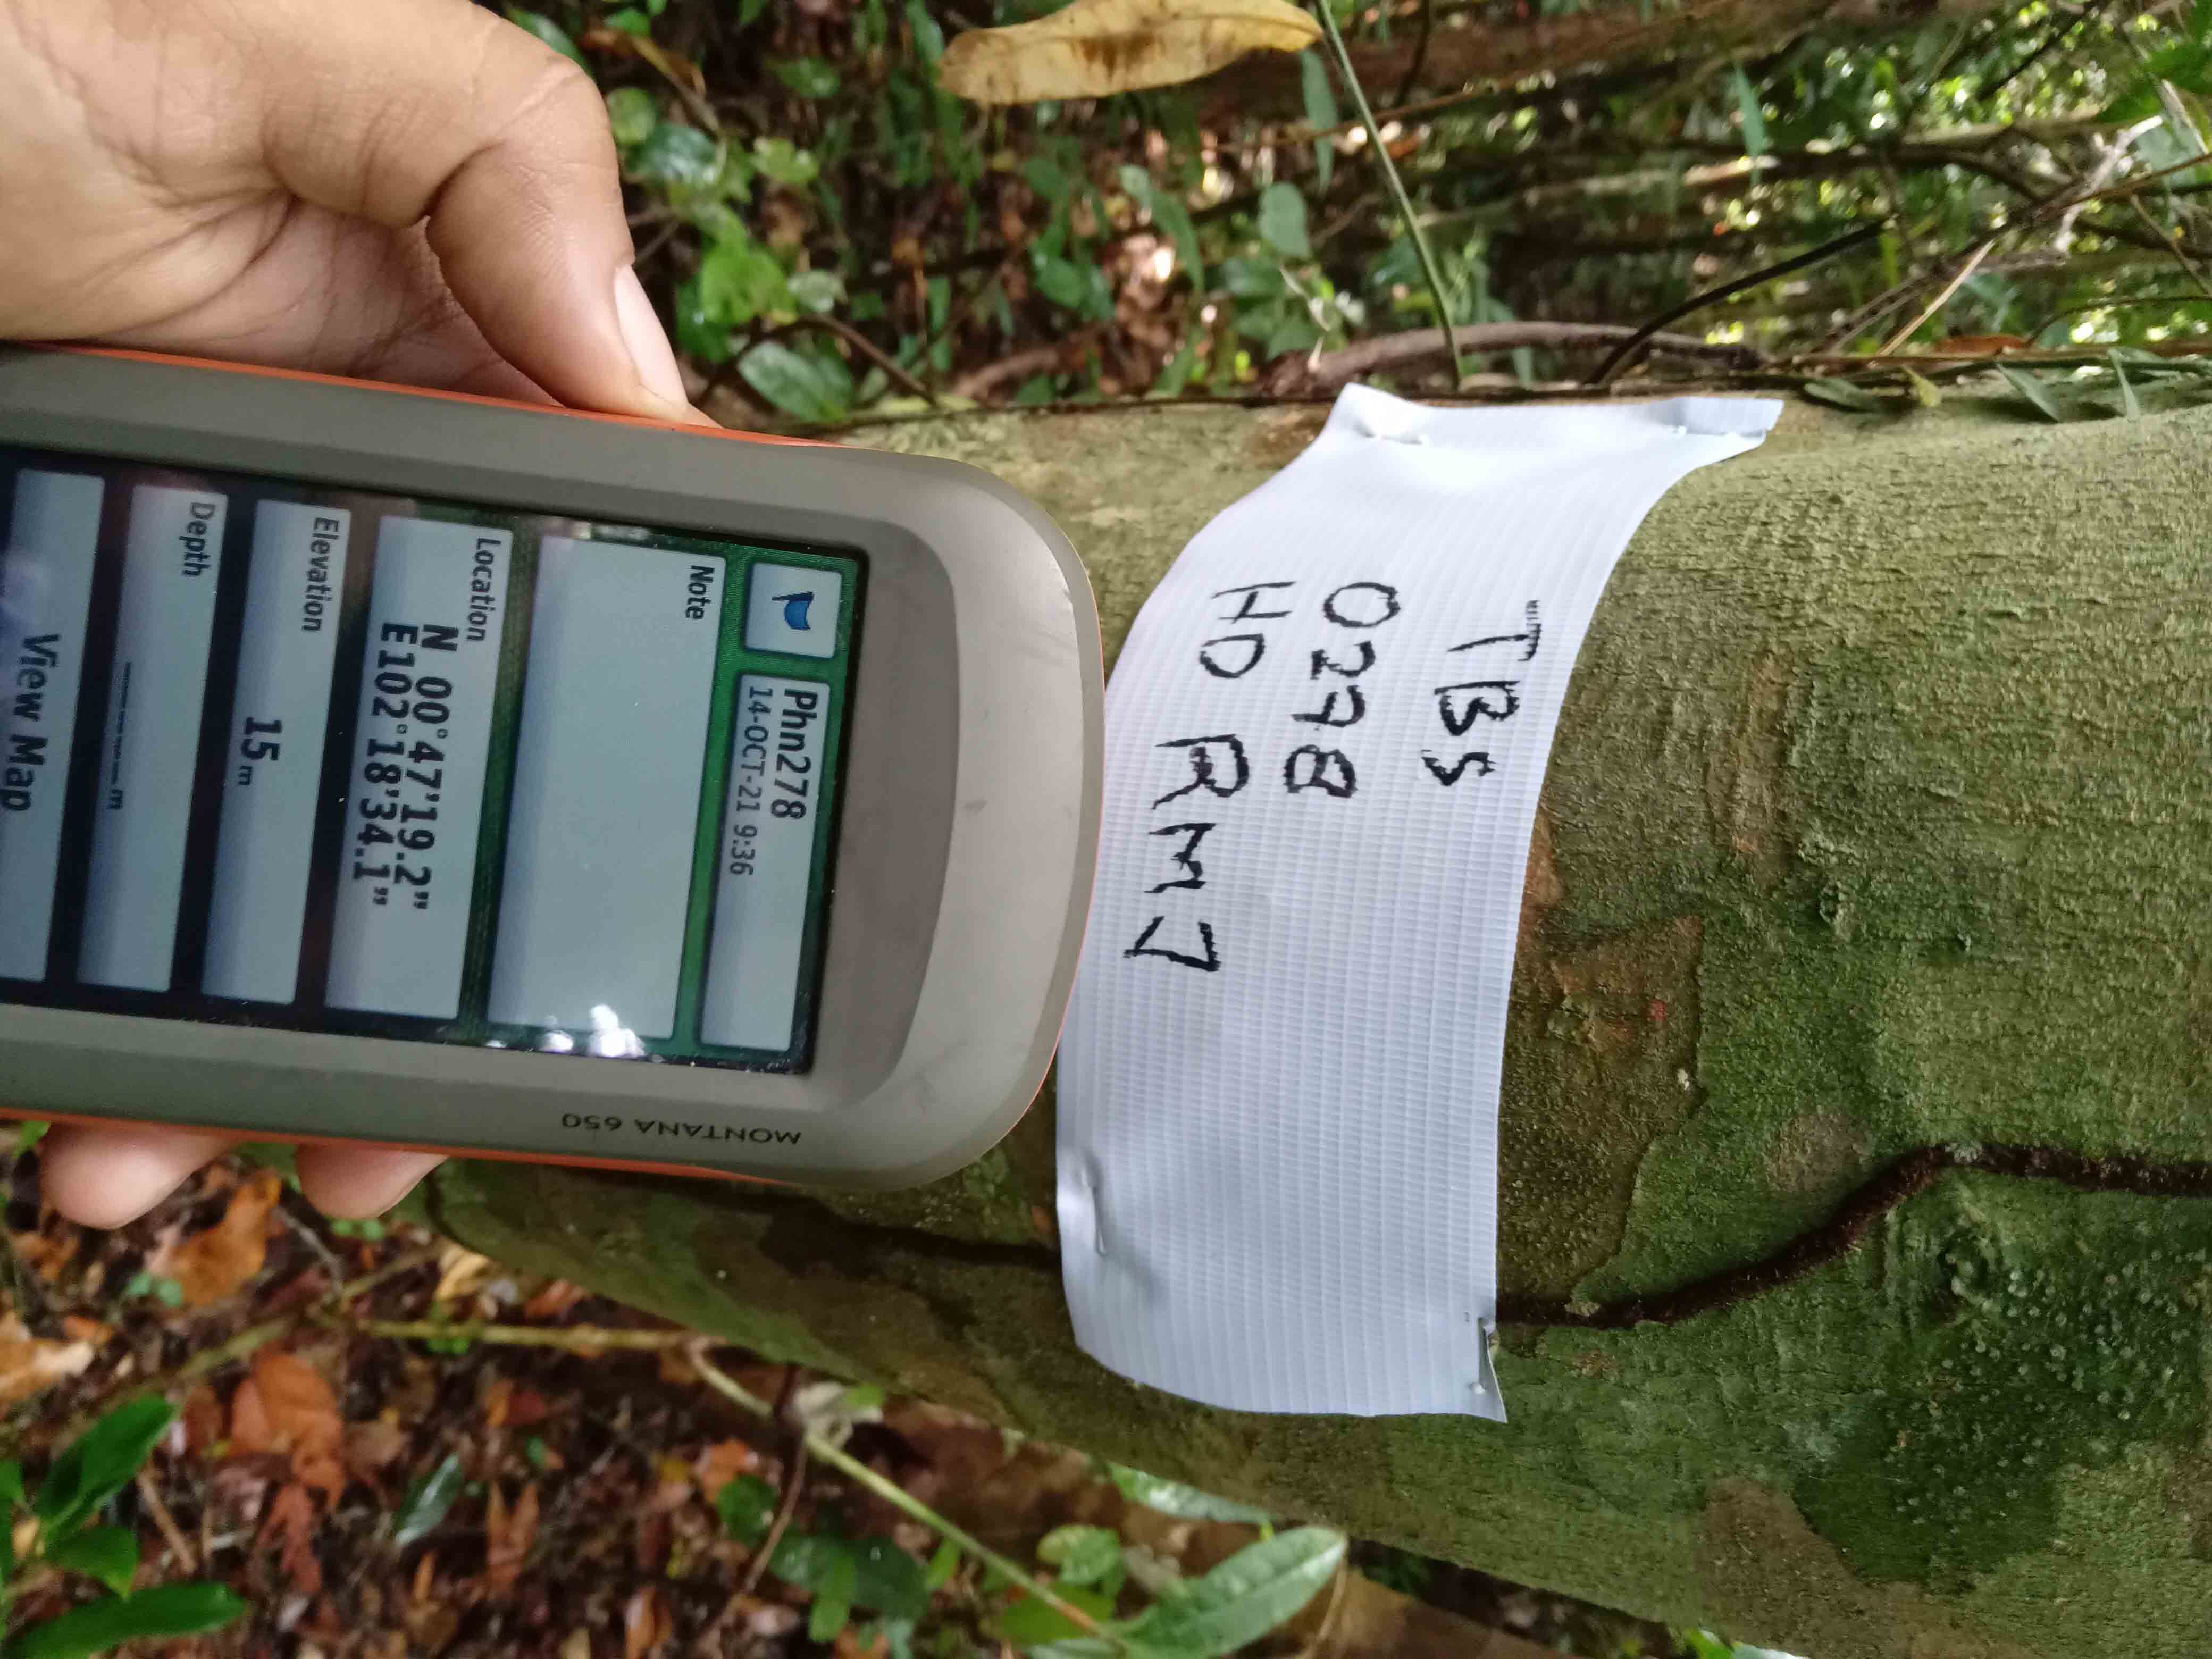 TBS
0278
HD RMJ
MONTANA 650
Phn278
14-OCT-21 9:36
Note
Location
N 00°47'19.2"
E102°18'34.1"
Elevation
15m
Depth
_____m
View Map